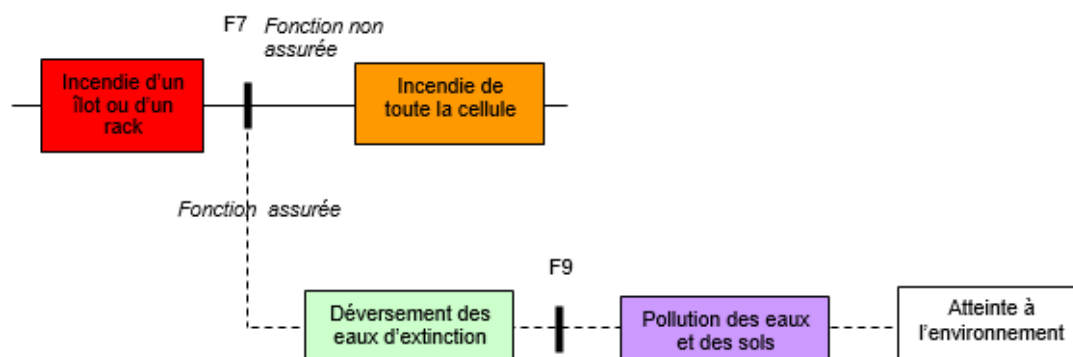 F7
Fonction non
assurée
Incendie d'un
îlot ou d'un
rack
Incendie de
toute la cellule
Fonction assurée
F9
Déversement des
eaux d'extinction
Pollution des eaux
et des sols
Atteinte à
l'environnement